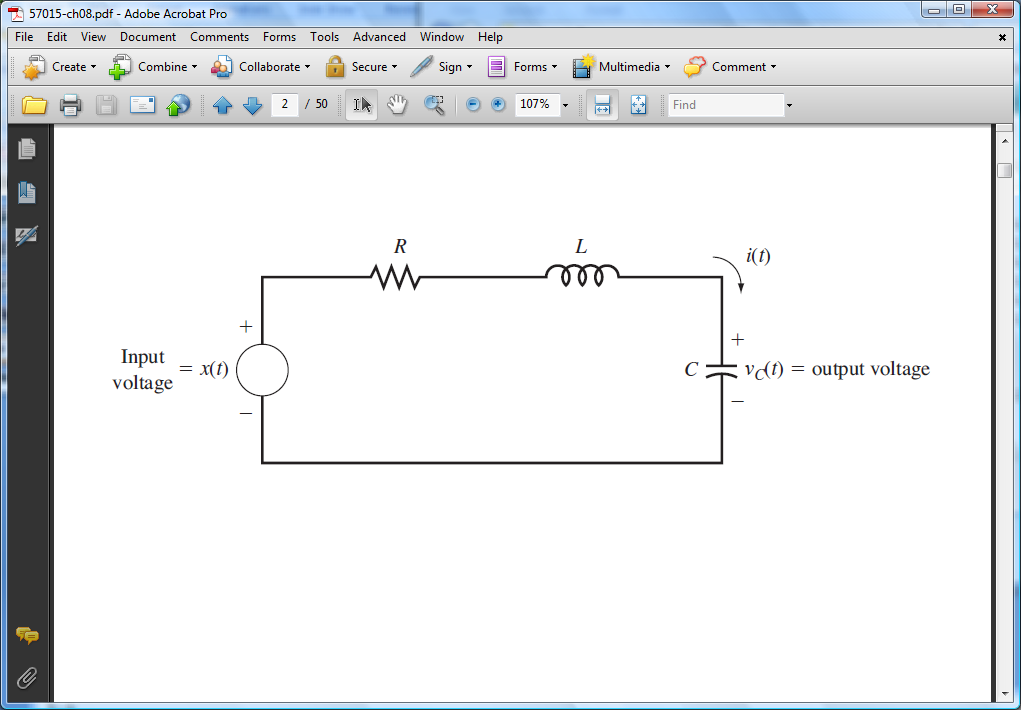 57015-ch08.pdf - Adobe Acrobat Pro
File Edit View Document Comments Forms Tools Advanced Window Help
Create Combine Collaborate Secure Sign Forms Multimedia Comment
2 / 50 107% Find
R L
i(t)
+
+
Input
voltage
= x(t)
C
v_C(t) = output voltage
−
−